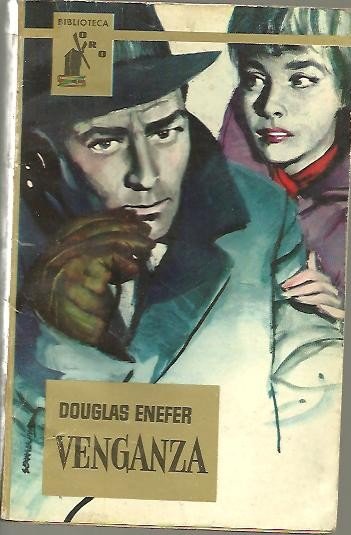 BIBLIOTECA
ORO
DOUGLAS ENEFER
VENGANZA